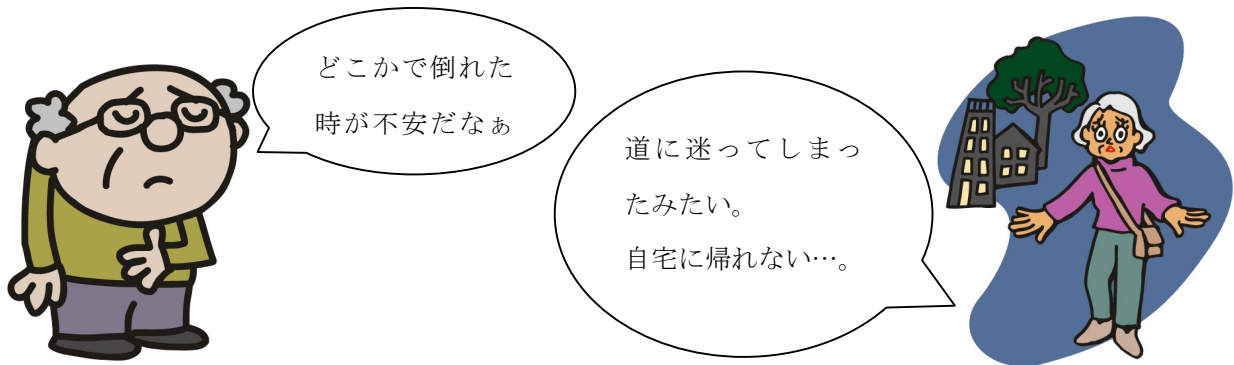 どこかで倒れた
時が不安だなぁ
道に迷ってしまっ
たみたい。
自宅に帰れない…。